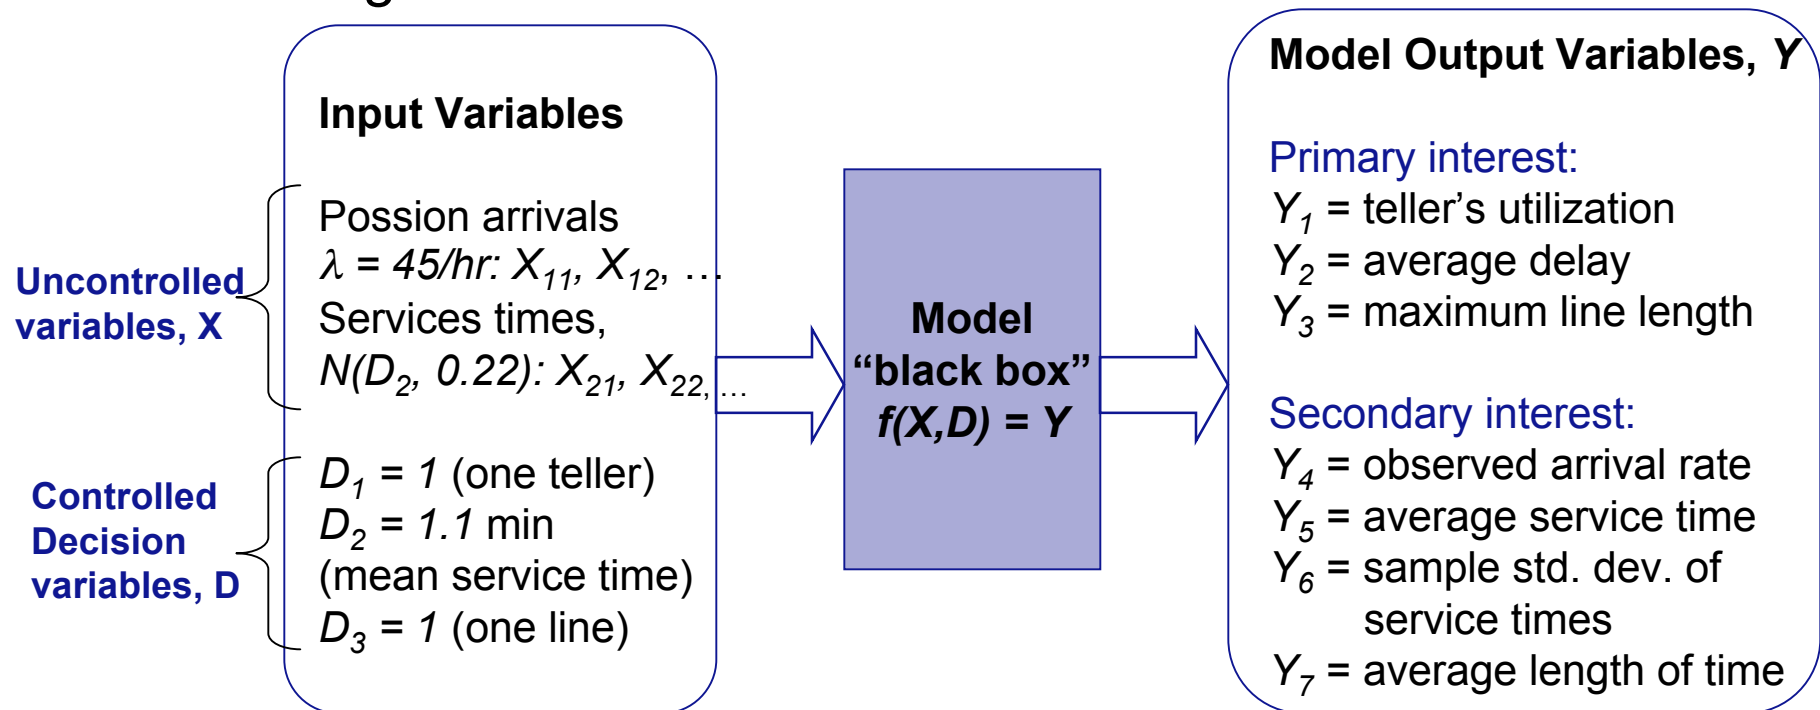 Uncontrolled
variables, X
Controlled
Decision
variables, D
Input Variables
Possion arrivals
λ = 45/hr: X11, X12, …
Services times,
N(D2, 0.22): X21, X22, …
D1 = 1 (one teller)
D2 = 1.1 min
(mean service time)
D3 = 1 (one line)
Model
“black box”
f(X,D) = Y
Model Output Variables, Y
Primary interest:
Y1 = teller’s utilization
Y2 = average delay
Y3 = maximum line length
Secondary interest:
Y4 = observed arrival rate
Y5 = average service time
Y6 = sample std. dev. of
service times
Y7 = average length of time